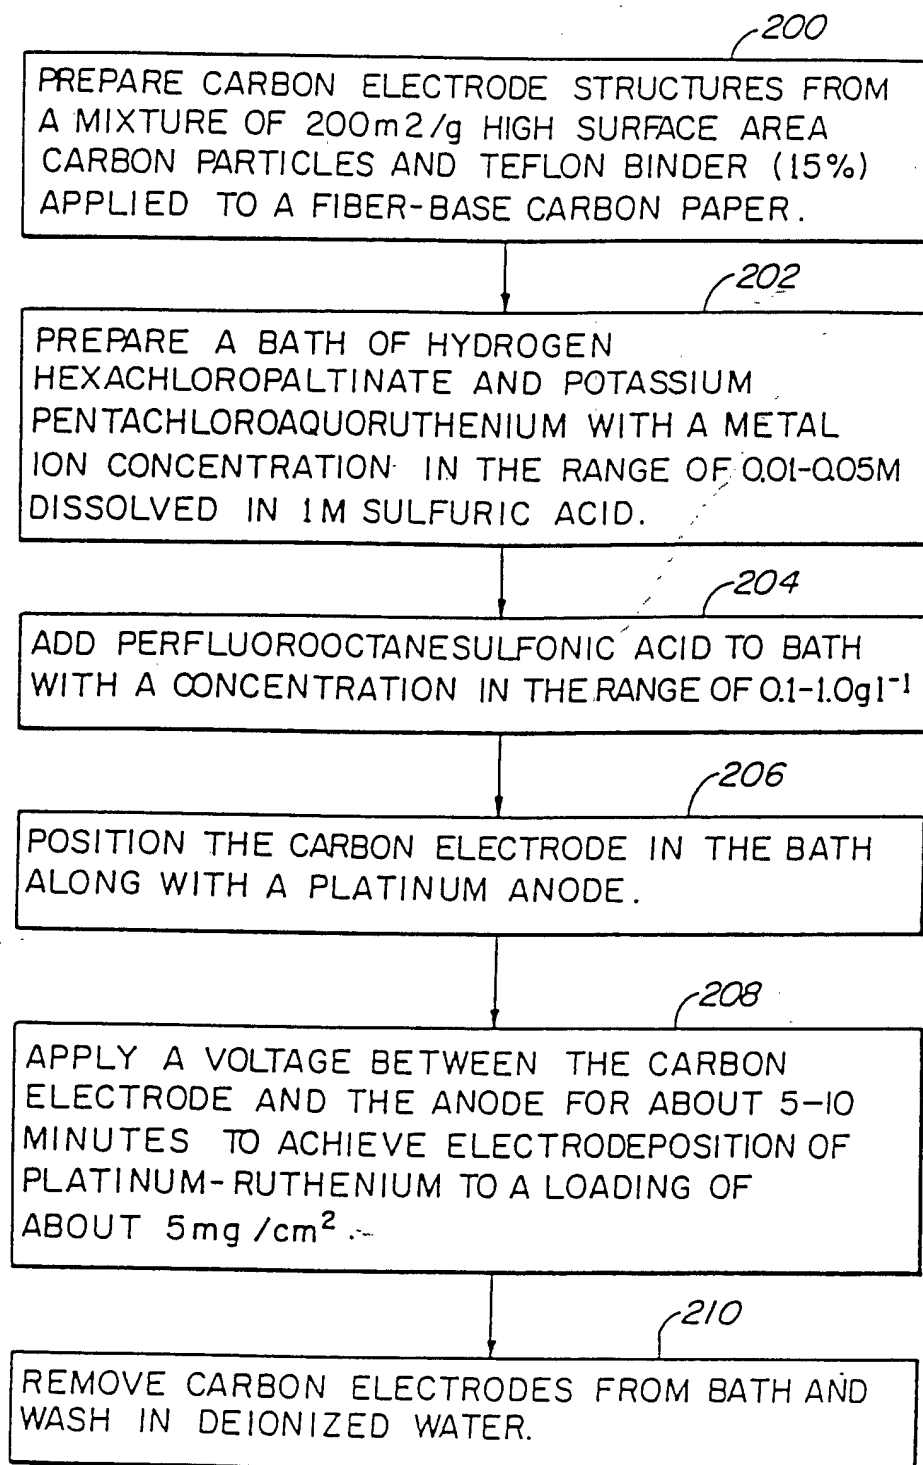 200
PREPARE CARBON ELECTRODE STRUCTURES FROM
A MIXTURE OF 200m2/g HIGH SURFACE AREA
CARBON PARTICLES AND TEFLON BINDER (15%)
APPLIED TO A FIBER-BASE CARBON PAPER.
202
PREPARE A BATH OF HYDROGEN
HEXACHLOROPALTINATE AND POTASSIUM
PENTACHLOROAQUORUTHENIUM WITH A METAL
ION CONCENTRATION IN THE RANGE OF 0.01-0.05M
DISSOLVED IN 1M SULFURIC ACID.
204
ADD PERFLUOROOCTANESULFONIC ACID TO BATH
WITH A CONCENTRATION IN THE RANGE OF 0.1-1.0gl⁻¹
206
POSITION THE CARBON ELECTRODE IN THE BATH
ALONG WITH A PLATINUM ANODE.
208
APPLY A VOLTAGE BETWEEN THE CARBON
ELECTRODE AND THE ANODE FOR ABOUT 5-10
MINUTES TO ACHIEVE ELECTRODEPOSITION OF
PLATINUM-RUTHENIUM TO A LOADING OF
ABOUT 5mg/cm².
210
REMOVE CARBON ELECTRODES FROM BATH AND
WASH IN DEIONIZED WATER.